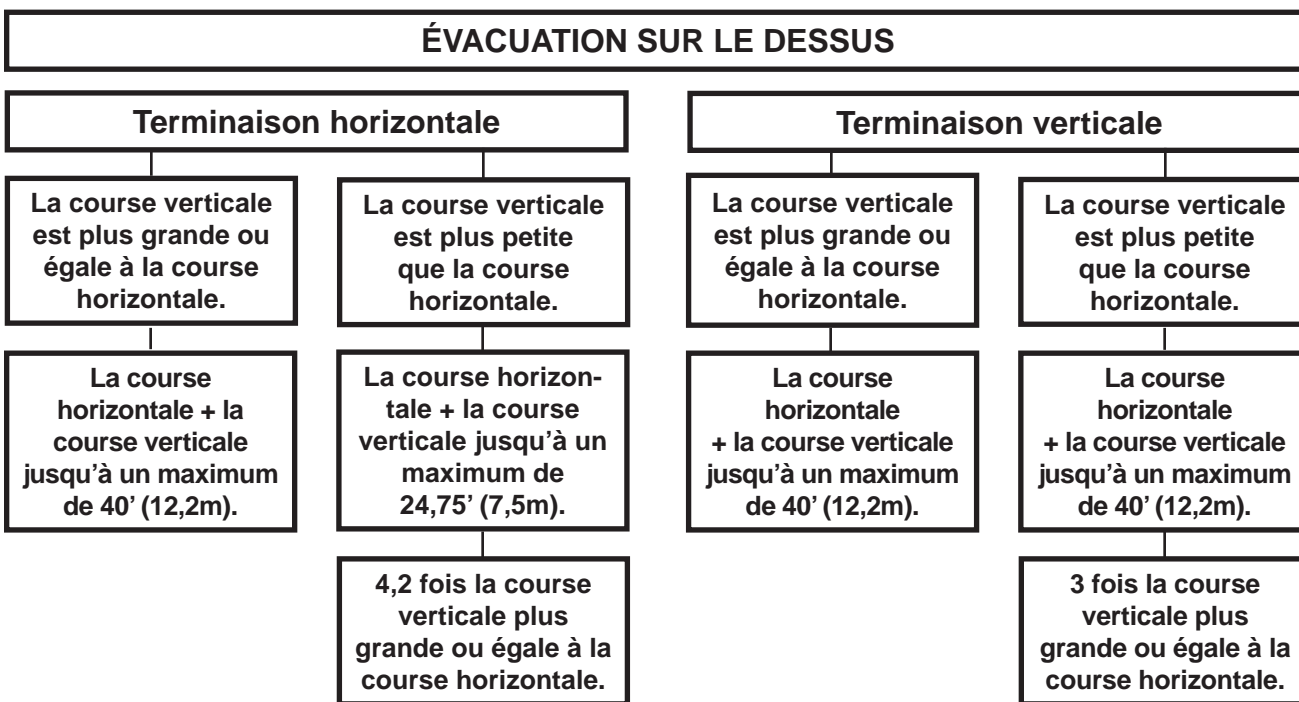 ÉVACUATION SUR LE DESSUS
Terminaison horizontale
La course verticale
est plus grande ou
égale à la course
horizontale.
La course
horizontale + la
course verticale
jusqu’à un maximum
de 40’ (12,2m).
La course verticale
est plus petite
que la course
horizontale.
La course horizon-
tale + la course
verticale jusqu’à un
maximum de
24,75’ (7,5m).
4,2 fois la course
verticale plus
grande ou égale à la
course horizontale.
Terminaison verticale
La course verticale
est plus grande ou
égale à la course
horizontale.
La course
horizontale
+ la course verticale
jusqu’à un maximum
de 40’ (12,2m).
La course verticale
est plus petite
que la course
horizontale.
La course
horizontale
+ la course verticale
jusqu’à un maximum
de 40’ (12,2m).
3 fois la course
verticale plus
grande ou égale à la
course horizontale.